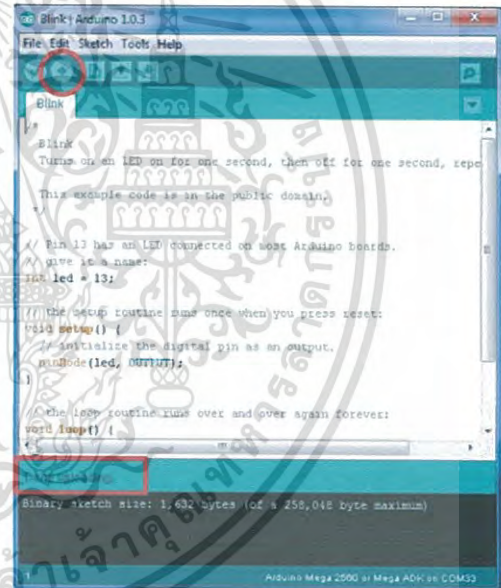 Blink | Arduino 1.0.3
File Edit Sketch Tools Help
Blink
/*
Blink
Turns on an LED on for one second, then off for one second, repe
This example code is in the public domain.
*/
// Pin 13 has an LED connected on most Arduino boards.
// give it a name:
int led = 13;
// the setup routine runs once when you press reset:
void setup() {
// initialize the digital pin as an output.
pinMode(led, OUTPUT);
}
// the loop routine runs over and over again forever:
void loop() {
Binary sketch size: 1,632 bytes (of a 258,048 byte maximum)
1
Arduino Mega 2560 or Mega ADK on COM33